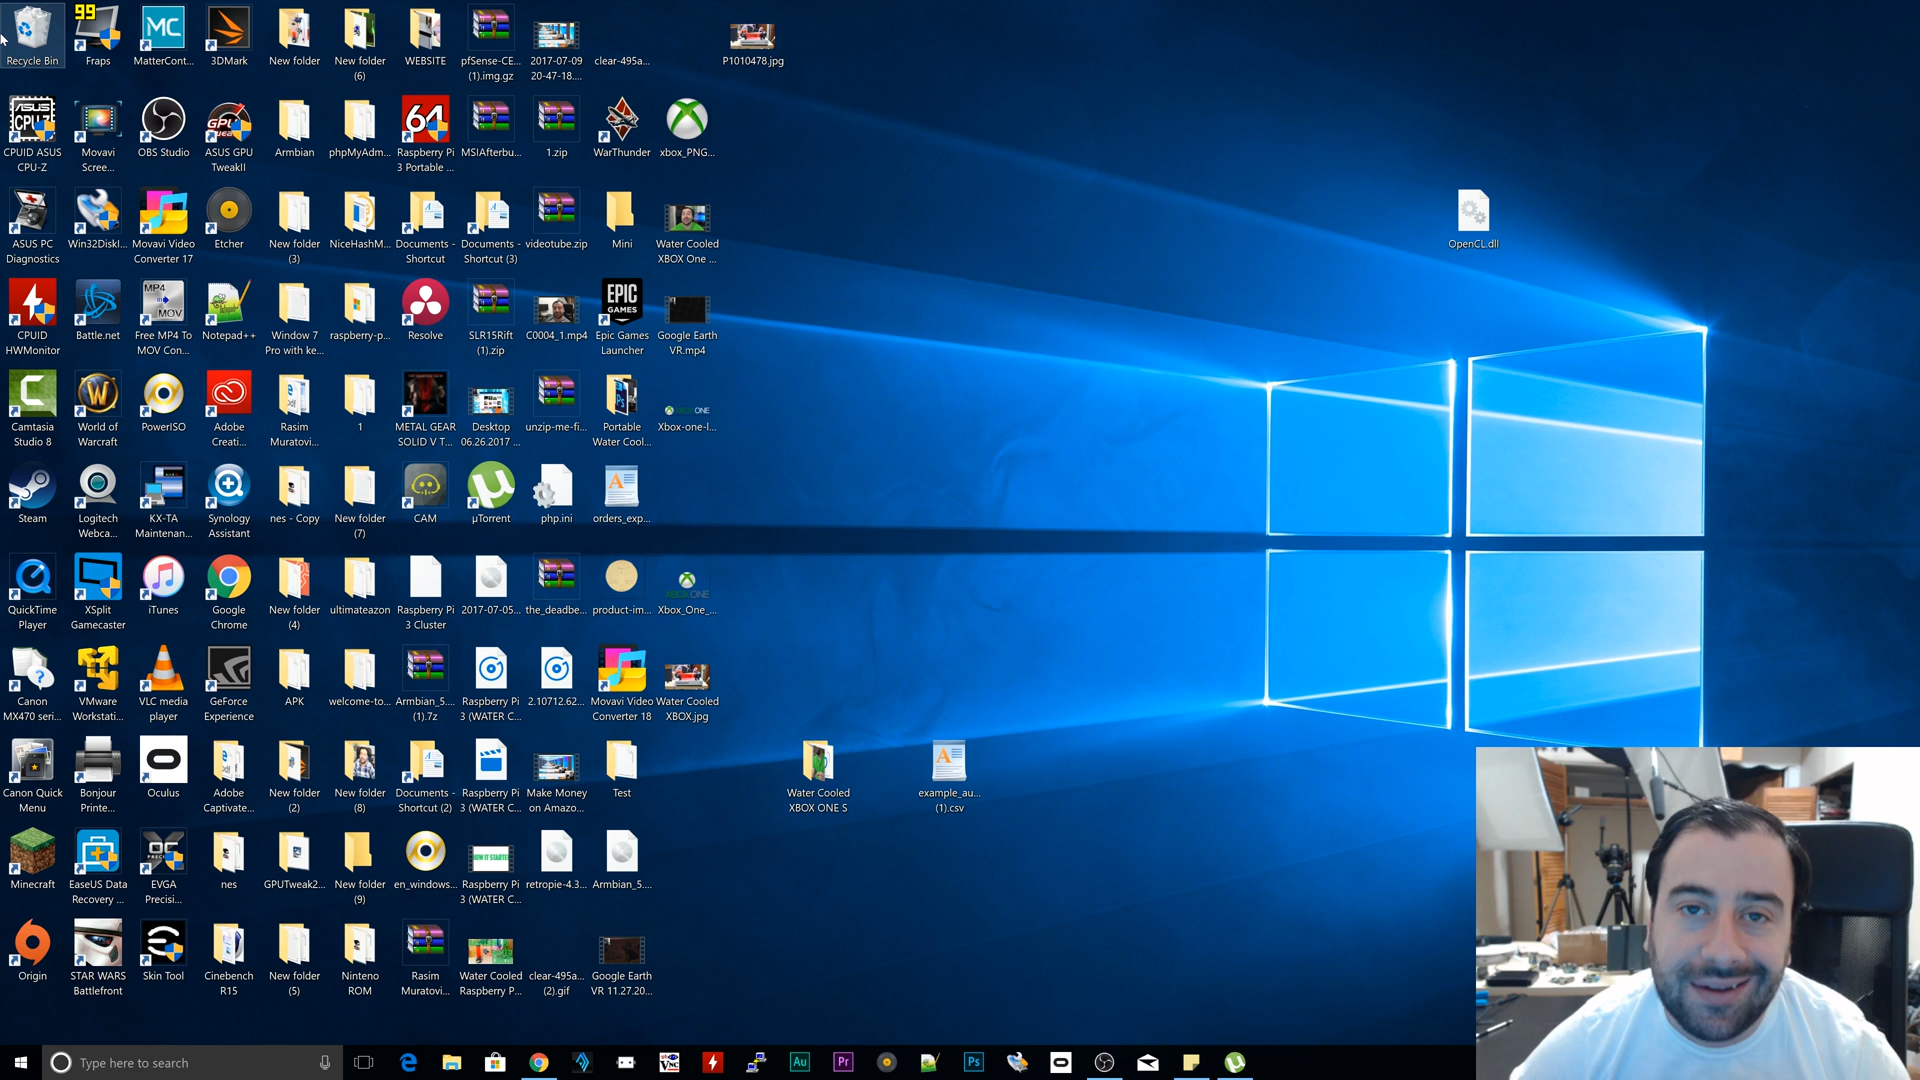 99
Recycle Bin
Fraps
MatterCont...
3DMark
New folder
New folder
(6)
WEBSITE
pfSense-CE...
(1).img.gz
2017-07-09
20-47-18....
clear-495a...
P1010478.jpg
CPUID ASUS
CPU-Z
Movavi
Scree...
OBS Studio
ASUS GPU
TweakII
Armbian
phpMyAdm...
Raspberry Pi
3 Portable ...
MSIAfterbu...
1.zip
WarThunder
xbox_PNG...
ASUS PC
Diagnostics
Win32DiskI...
Movavi Video
Converter 17
Etcher
New folder
(3)
NiceHashM...
Documents -
Shortcut
Documents -
Shortcut (3)
videotube.zip
Mini
Water Cooled
XBOX One ...
OpenCL.dll
CPUID
HWMonitor
Battle.net
Free MP4 To
MOV Con...
Notepad++
Window 7
Pro with ke...
raspberry-p...
Resolve
SLR15Rift
(1).zip
C0004_1.mp4
Epic Games
Launcher
Google Earth
VR.mp4
Camtasia
Studio 8
World of
Warcraft
PowerISO
Adobe
Creati...
Rasim
Muratovi...
1
METAL GEAR
SOLID V T...
Desktop
06.26.2017 ...
unzip-me-fi...
Portable
Water Cool...
Xbox-one-l...
Steam
Logitech
Webca...
KX-TA
Maintenan...
Synology
Assistant
nes - Copy
New folder
(7)
CAM
µTorrent
php.ini
orders_exp...
QuickTime
Player
XSplit
Gamecaster
iTunes
Google
Chrome
New folder
(4)
ultimateazon
Raspberry Pi
3 Cluster
2017-07-05...
the_deadbe...
product-im...
Xbox_One_...
Canon
MX470 seri...
VMware
Workstati...
VLC media
player
GeForce
Experience
APK
welcome-to...
Armbian_5....
(1).7z
Raspberry Pi
3 (WATER C...
2.10712.62...
Movavi Video
Converter 18
Water Cooled
XBOX.jpg
Canon Quick
Menu
Bonjour
Printe...
Oculus
Adobe
Captivate...
New folder
(2)
New folder
(8)
Documents -
Shortcut (2)
Raspberry Pi
3 (WATER C...
Make Money
on Amazo...
Test
Water Cooled
XBOX ONE S
example_au...
(1).csv
Minecraft
EaseUS Data
Recovery ...
EVGA
Precisi...
nes
GPUTweak2...
New folder
(9)
en_windows...
Raspberry Pi
3 (WATER C...
retropie-4.3...
Armbian_5....
Origin
STAR WARS
Battlefront
Skin Tool
Cinebench
R15
New folder
(5)
Ninteno
ROM
Rasim
Muratovi...
Water Cooled
Raspberry P...
clear-495a...
(2).gif
Google Earth
VR 11.27.20...
Type here to search